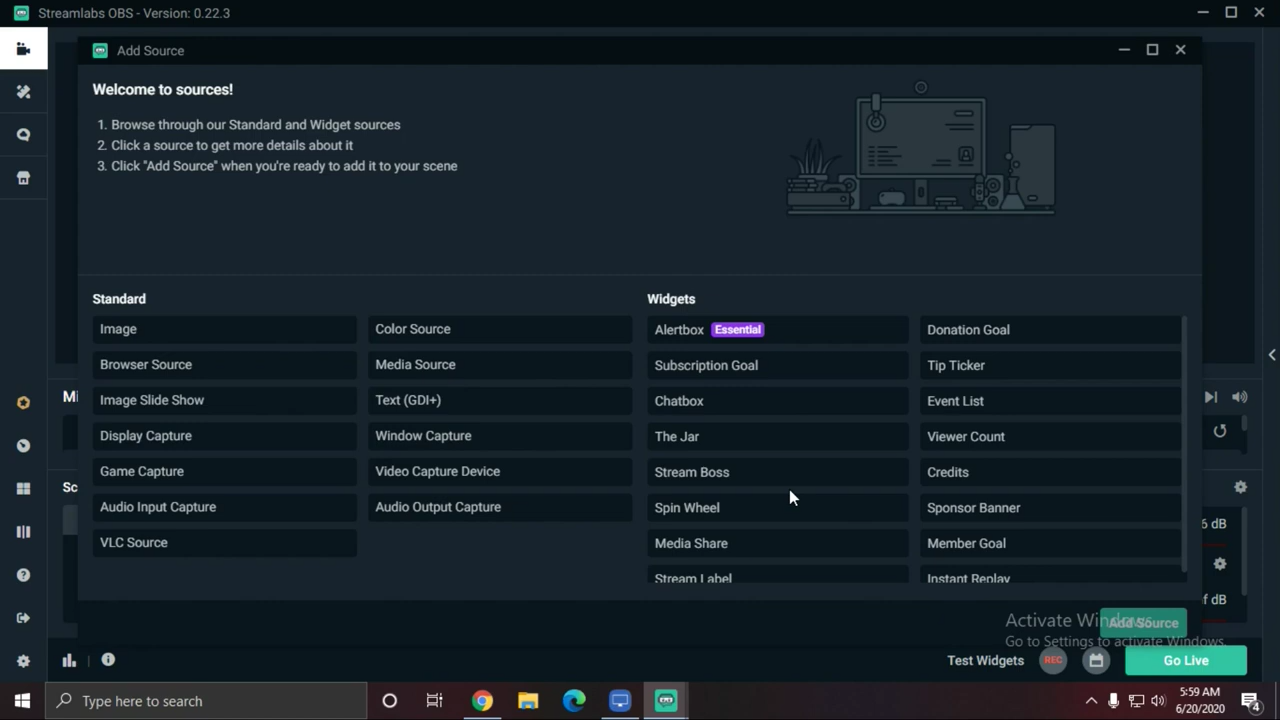 Streamlabs OBS - Version: 0.22.3
Add Source
Welcome to sources!
1. Browse through our Standard and Widget sources
2. Click a source to get more details about it
3. Click "Add Source" when you're ready to add it to your scene
Standard
Image
Color Source
Browser Source
Media Source
Image Slide Show
Text (GDI+)
Display Capture
Window Capture
Game Capture
Video Capture Device
Audio Input Capture
Audio Output Capture
VLC Source
Widgets
Alertbox Essential
Donation Goal
Subscription Goal
Tip Ticker
Chatbox
Event List
The Jar
Viewer Count
Stream Boss
Credits
Spin Wheel
Sponsor Banner
Media Share
Member Goal
Stream Label
Instant Replay
Mi
Sc
6 dB
f dB
Add Source
Activate Windows
Go to Settings to activate Windows.
Test Widgets
REC
Go Live
Type here to search
5:59 AM
6/20/2020
4